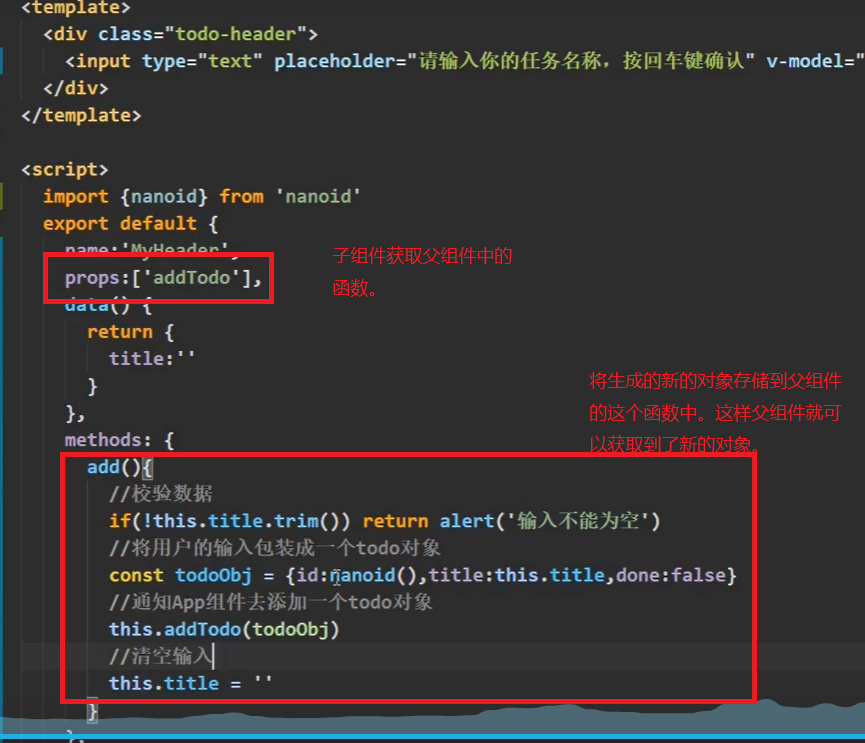 <template>
<div class="todo-header">
<input type="text" placeholder="请输入你的任务名称，按回车键确认" v-model="
</div>
</template>
<script>
import {nanoid} from 'nanoid'
export default {
name:'MyHeader',
props:['addTodo'],
子组件获取父组件中的
函数。
data() {
return {
title:''
}
},
将生成的新的对象存储到父组件
的这个函数中。这样父组件就可
以获取到了新的对象。
methods: {
add(){
//校验数据
if(!this.title.trim()) return alert('输入不能为空')
//将用户的输入包装成一个todo对象
const todoObj = {id:nanoid(),title:this.title,done:false}
//通知App组件去添加一个todo对象
this.addTodo(todoObj)
//清空输入
this.title = ''
}
},